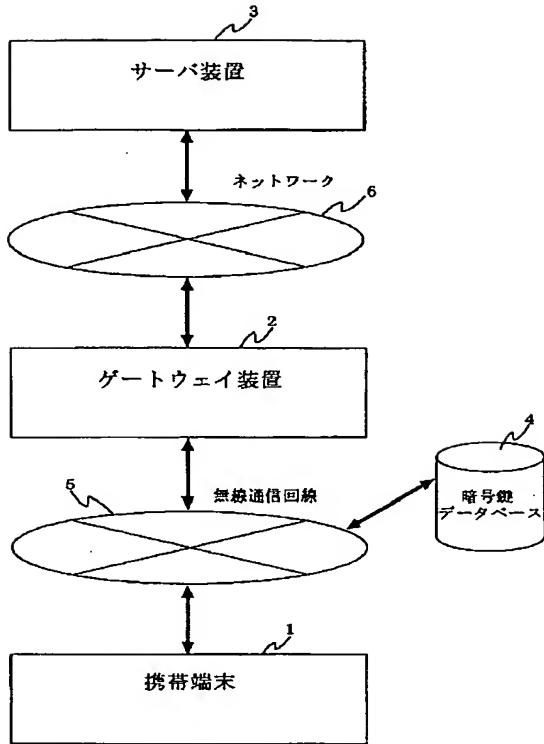 3
サーバ装置
ネットワーク
6
2
ゲートウェイ装置
4
5
無線通信回線
暗号鍵
データベース
1
携帯端末